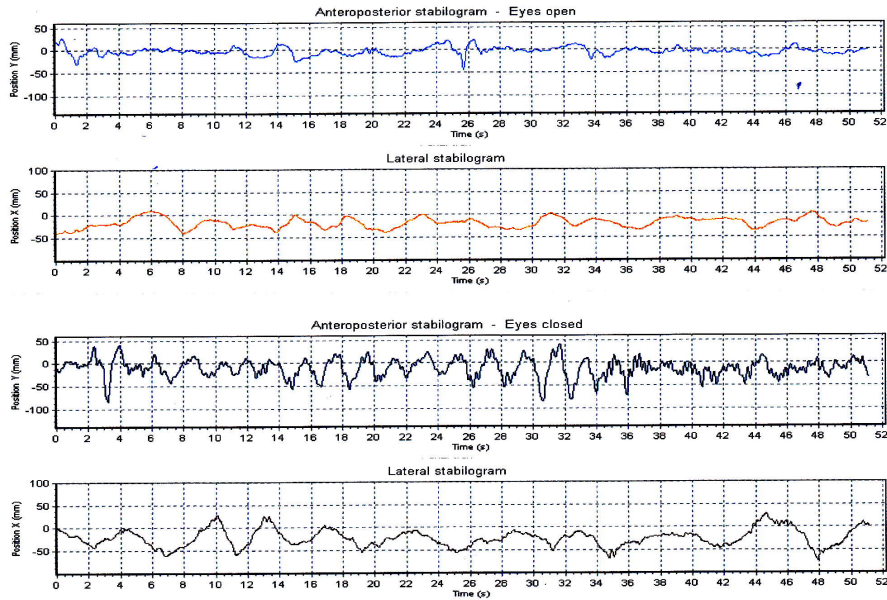 Anteroposterior stabilogram - Eyes open
Position Y (mm)
50
0
-50
-100
0 2 4 6 8 10 12 14 16 18 20 22 24 26 28 30 32 34 36 38 40 42 44 46 48 50 52
Time (s)
Lateral stabilogram
Position X (mm)
100
50
0
-50
0 2 4 6 8 10 12 14 16 18 20 22 24 26 28 30 32 34 36 38 40 42 44 46 48 50 52
Time (s)
Anteroposterior stabilogram - Eyes closed
Position Y (mm)
50
0
-50
-100
0 2 4 6 8 10 12 14 16 18 20 22 24 26 28 30 32 34 36 38 40 42 44 46 48 50 52
Time (s)
Lateral stabilogram
Position X (mm)
100
50
0
-50
0 2 4 6 8 10 12 14 16 18 20 22 24 26 28 30 32 34 36 38 40 42 44 46 48 50 52
Time (s)